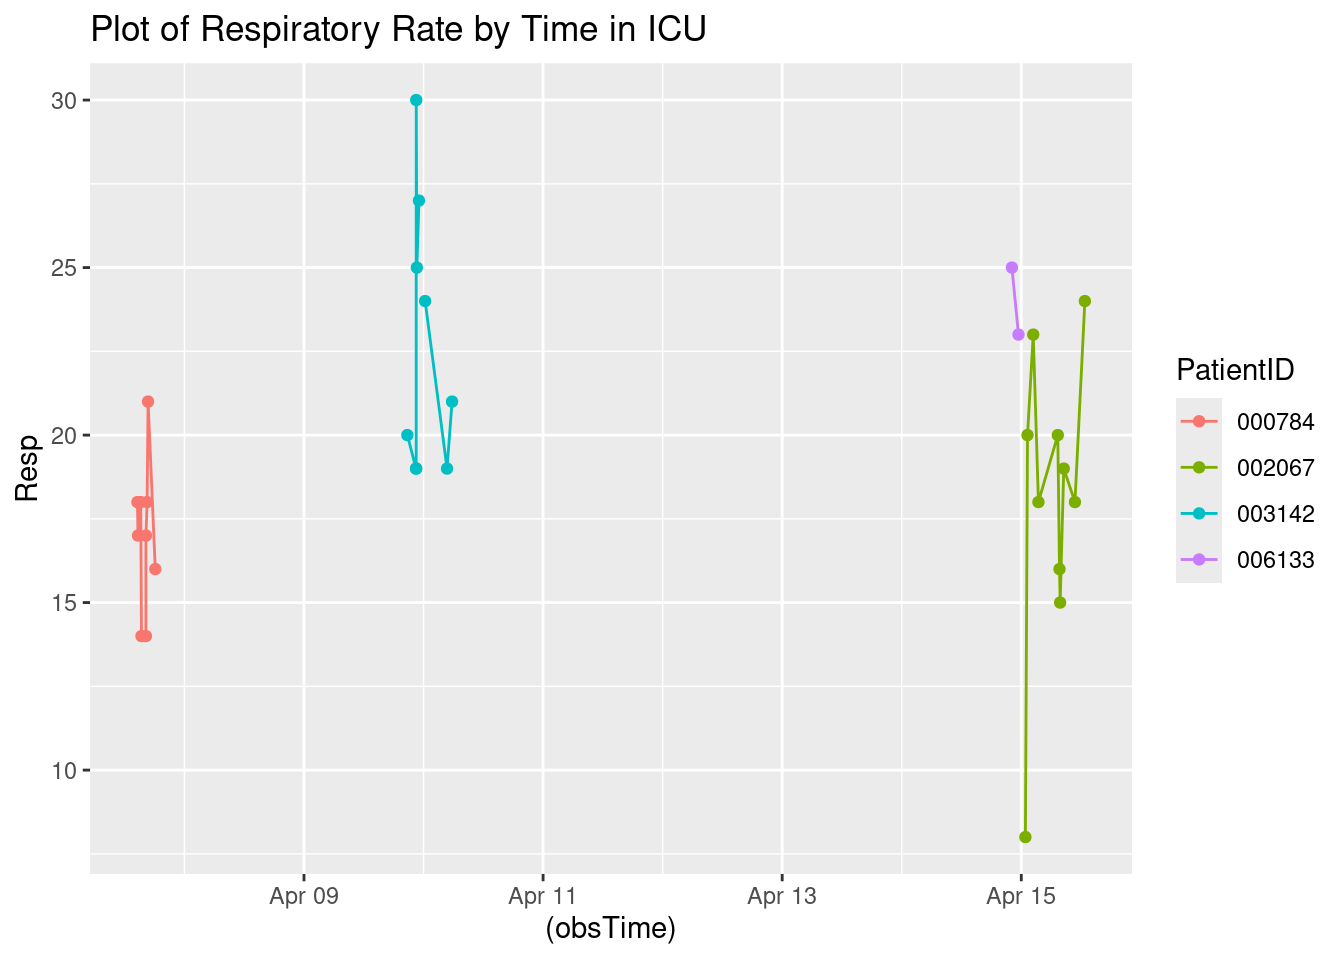 Plot of Respiratory Rate by Time in ICU
30
25
20
15
10
Resp
Apr 09
Apr 11
Apr 13
Apr 15
(obsTime)
PatientID
000784
002067
003142
006133